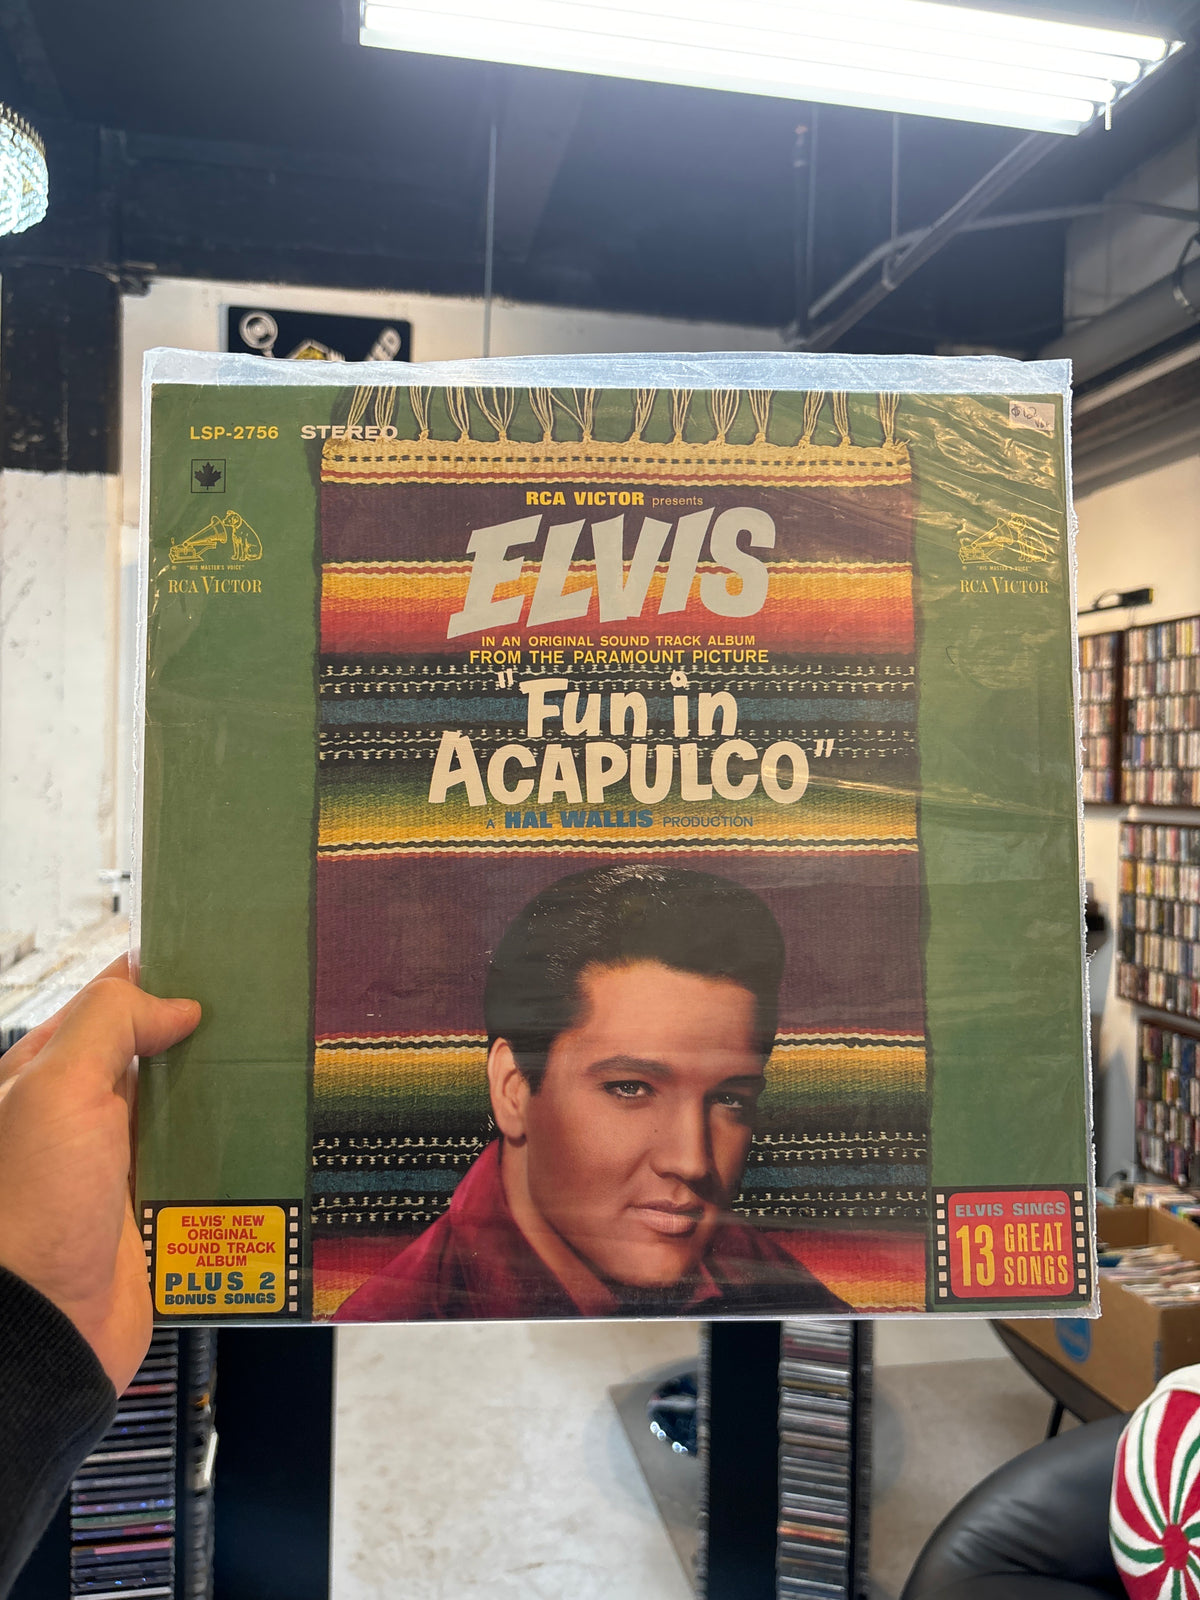 LSP-2756 STEREO
$12
RCA VICTOR presents
ELVIS
"HIS MASTER'S VOICE"
RCA VICTOR
"HIS MASTER'S VOICE"
RCA VICTOR
IN AN ORIGINAL SOUND TRACK ALBUM
FROM THE PARAMOUNT PICTURE
"Fun in
ACAPULCO"
A HAL WALLIS PRODUCTION
ELVIS' NEW
ORIGINAL
SOUND TRACK
ALBUM
PLUS 2
BONUS SONGS
ELVIS SINGS
13 GREAT
SONGS